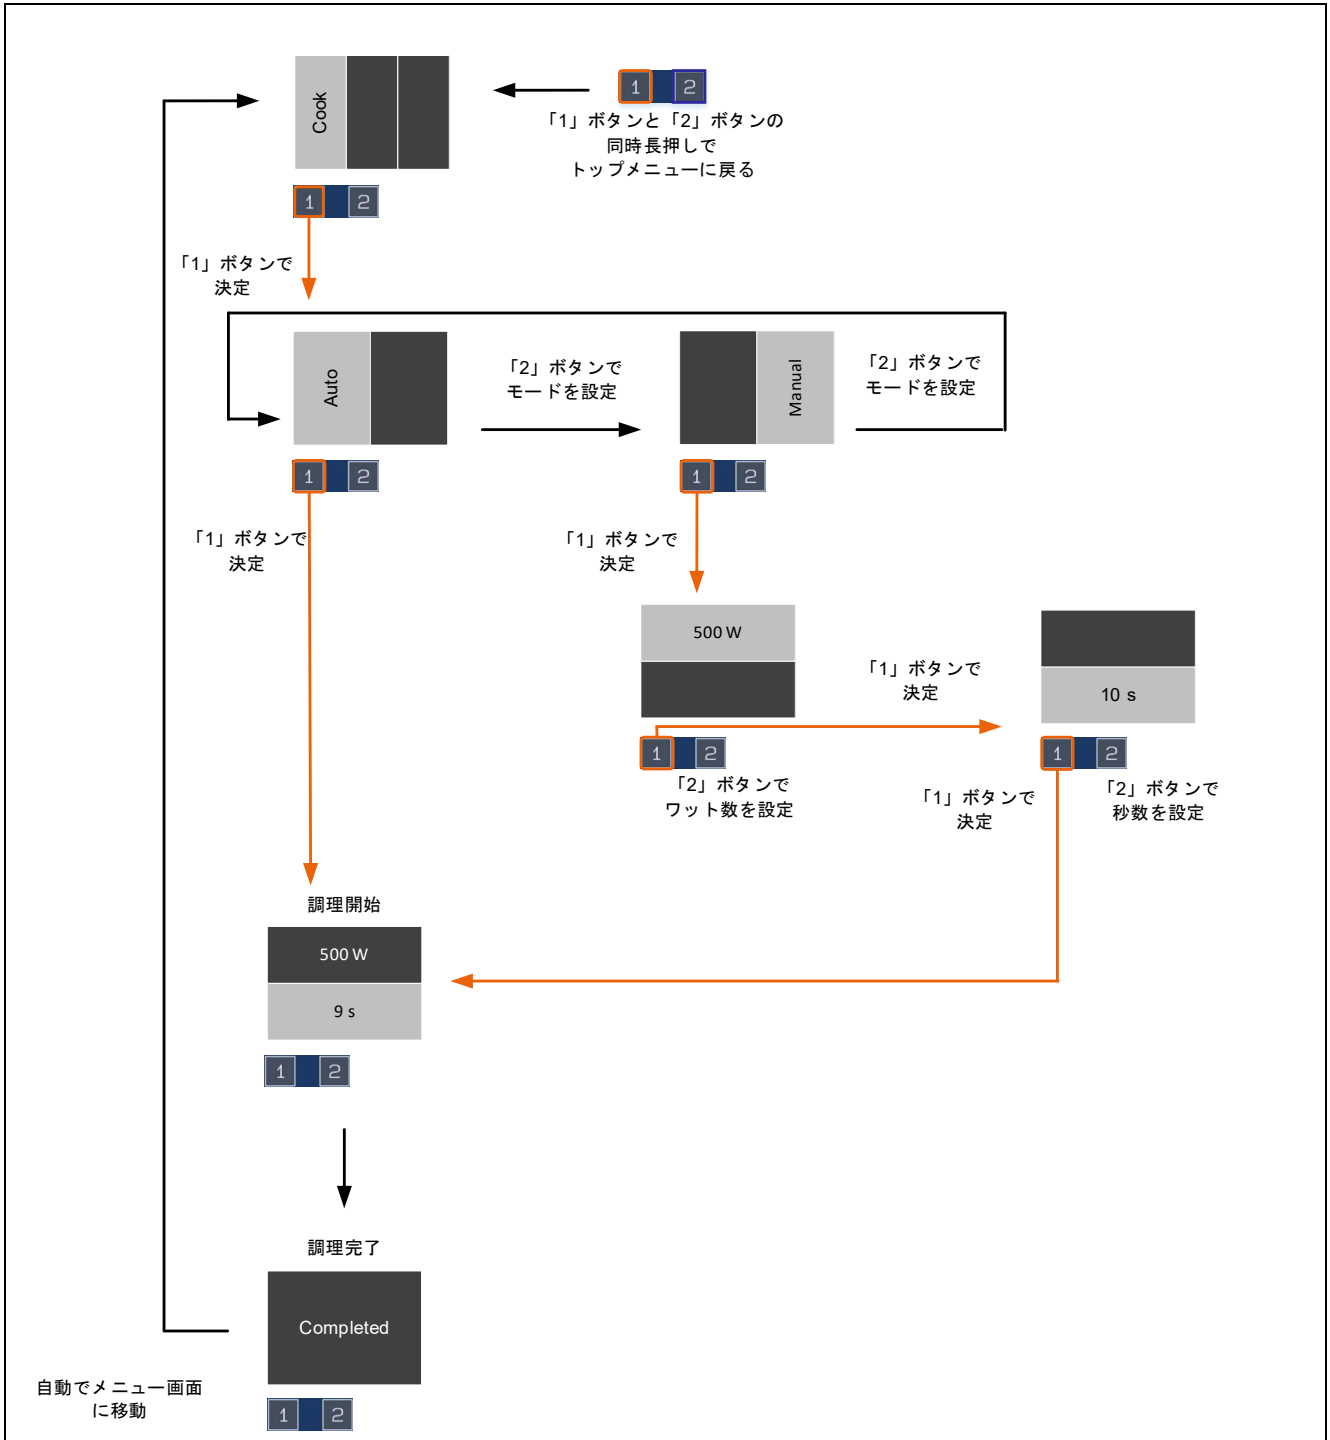 Cook
1 2
「1」ボタンと「2」ボタンの
同時長押しで
トップメニューに戻る
1 2
「1」ボタンで
決定
Auto
「2」ボタンで
モードを設定
Manual
「2」ボタンで
モードを設定
1 2
1 2
「1」ボタンで
決定
「1」ボタンで
決定
500 W
「1」ボタンで
決定
10 s
1 2
「2」ボタンで
ワット数を設定
1 2
「1」ボタンで
決定
「2」ボタンで
秒数を設定
調理開始
500 W
9 s
1 2
調理完了
Completed
自動でメニュー画面
に移動
1 2